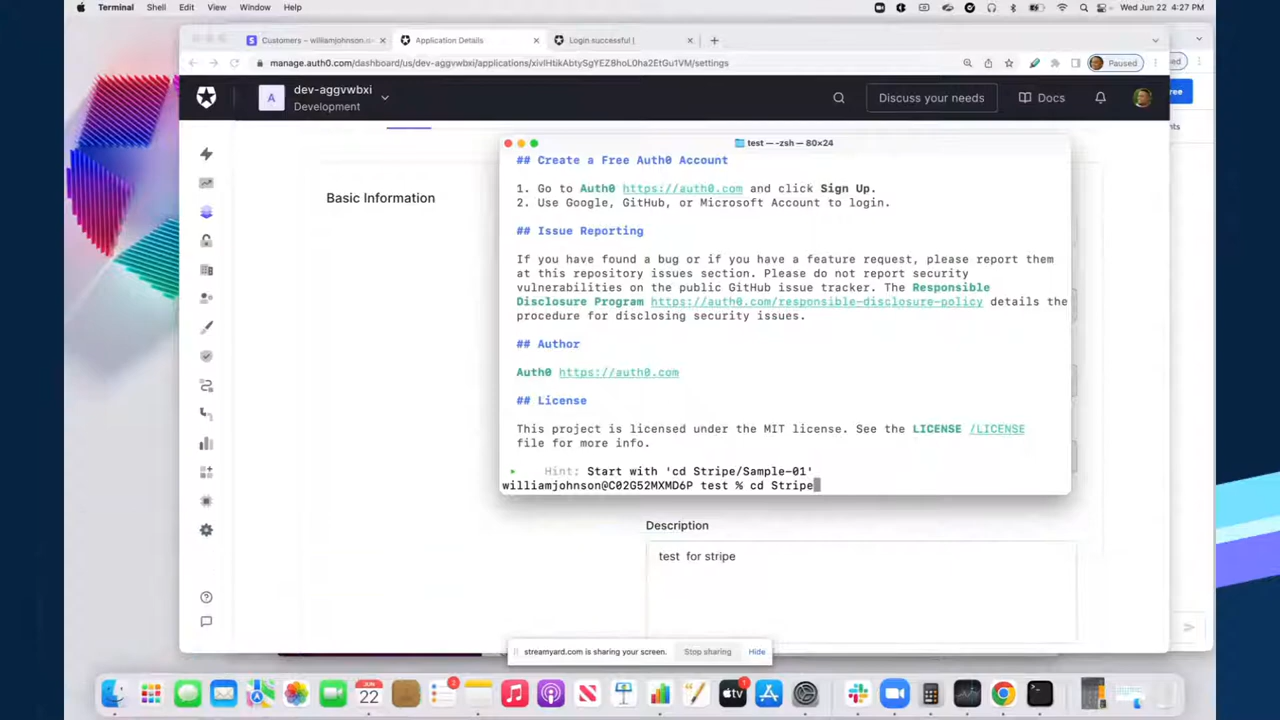 Terminal Shell Edit View Window Help
Wed Jun 22 4:27 PM
Customers – williamjohnson.o
Application Details
Login successful |
manage.auth0.com/dashboard/us/dev-aggvwbxi/applications/xivIHtikAbtySgYEZ8hoL0ha2EtGu1VM/settings
Paused
A
dev-aggvwbxi
Development
Discuss your needs
Docs
Basic Information
test — -zsh — 80×24
## Create a Free Auth0 Account
1. Go to Auth0 https://auth0.com and click Sign Up.
2. Use Google, GitHub, or Microsoft Account to login.
## Issue Reporting
If you have found a bug or if you have a feature request, please report them
at this repository issues section. Please do not report security
vulnerabilities on the public GitHub issue tracker. The Responsible
Disclosure Program https://auth0.com/responsible-disclosure-policy details the
procedure for disclosing security issues.
## Author
Auth0 https://auth0.com
## License
This project is licensed under the MIT license. See the LICENSE /LICENSE
file for more info.
Hint: Start with 'cd Stripe/Sample-01'
williamjohnson@C02G52MXMD6P test % cd Stripe
Description
test for stripe
streamyard.com is sharing your screen. Stop sharing Hide
JUN
22
3
tv
1